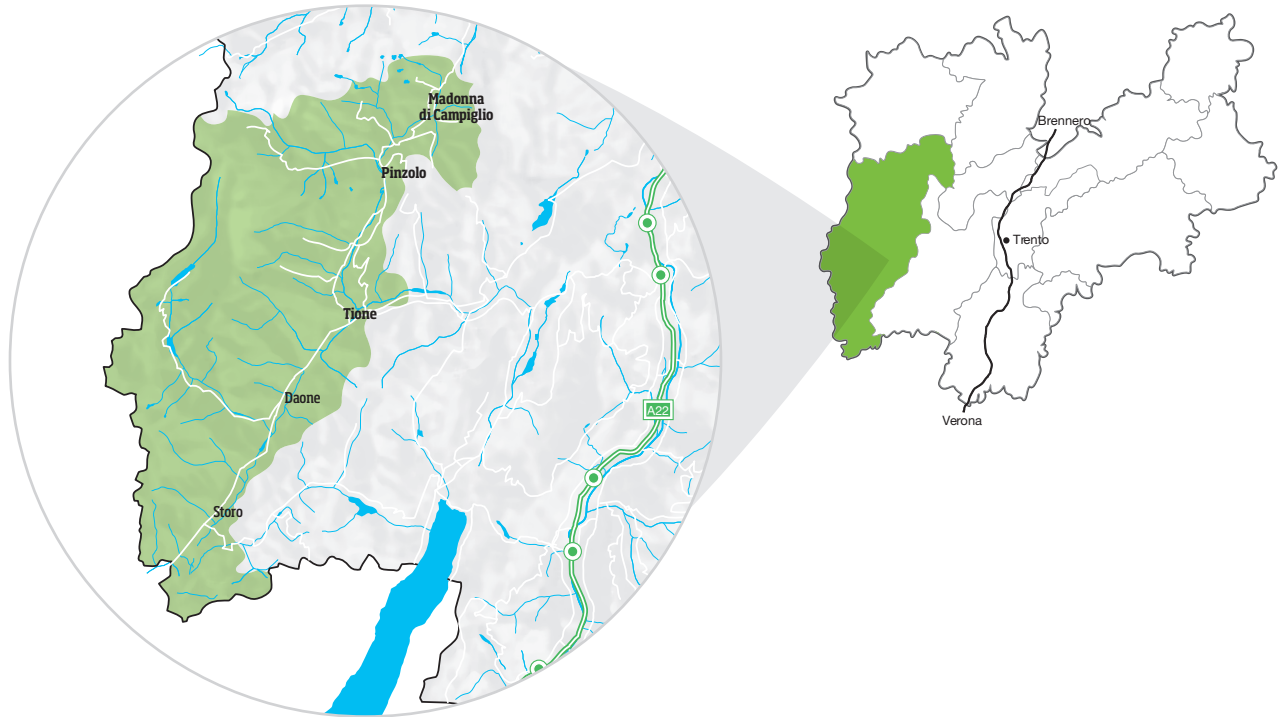 Madonna
di Campiglio
Pinzolo
Tione
Daone
Storo
A22
Brennero
Trento
Verona